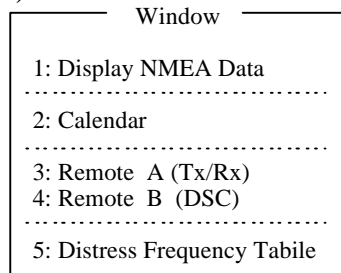 Window
1: Display NMEA Data
2: Calendar
3: Remote A (Tx/Rx)
4: Remote B (DSC)
5: Distress Frequency Tabile